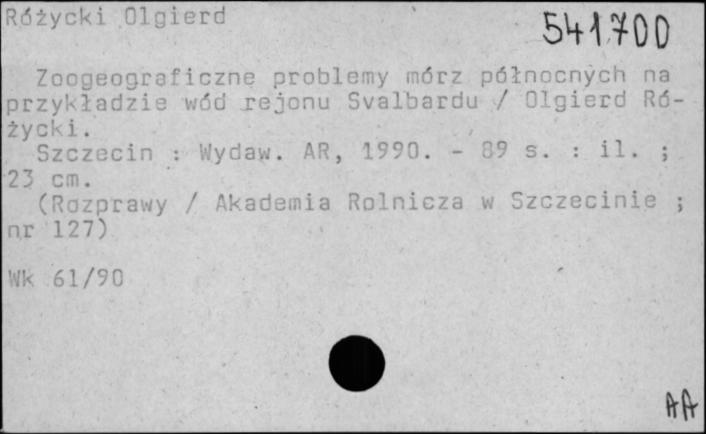 Różycki Olgierd
541700
Zoogeograficzne problemy mórz północnych na
przykładzie wód rejonu Svalbardu / Olgierd Ró-
życki.
Szczecin : Wydaw. AR, 1990. - 89 s. : il. ;
23 cm.
(Rozprawy / Akademia Rolnicza w Szczecinie ;
nr 127)
Wk 61/90
AA